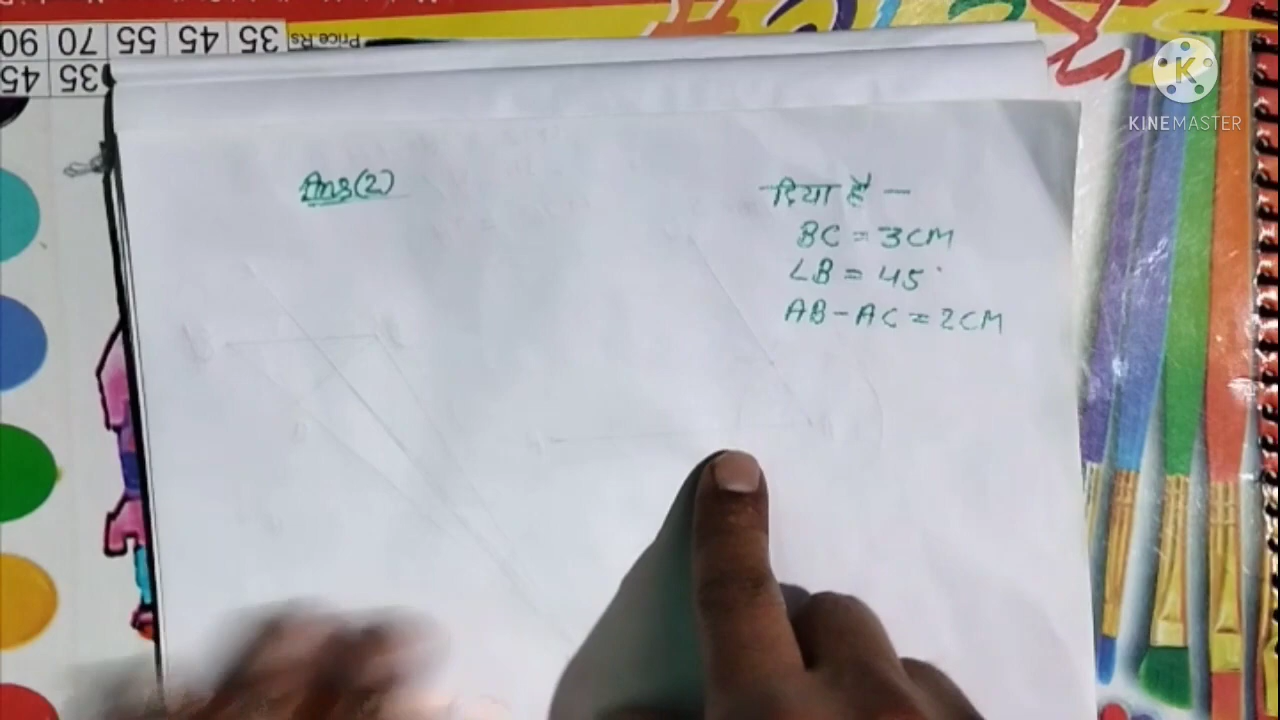 Price Rs 35 45 55 70 90
35 45
KINEMASTER
Ans(2)
दिया है -
BC = 3CM
∠B = 45°
AB - AC = 2CM